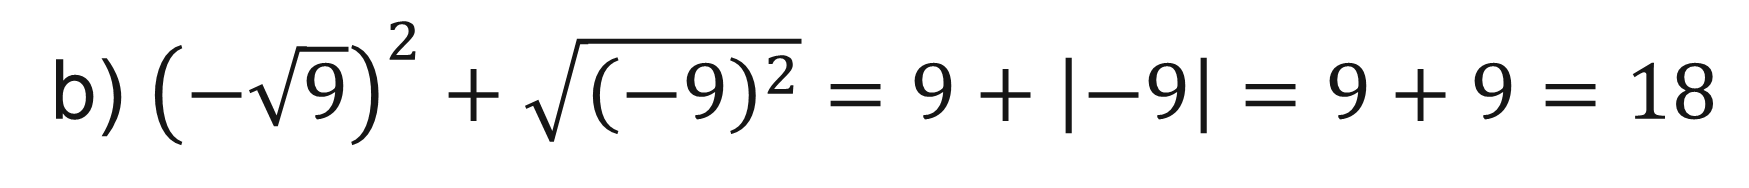 b) (−√9)² + √(−9)² = 9 + |−9| = 9 + 9 = 18